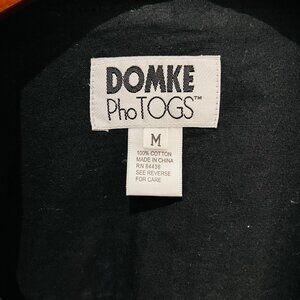 DOMKE
PhoTOGS™
M
100% COTTON
MADE IN CHINA
RN 84436
SEE REVERSE
FOR CARE